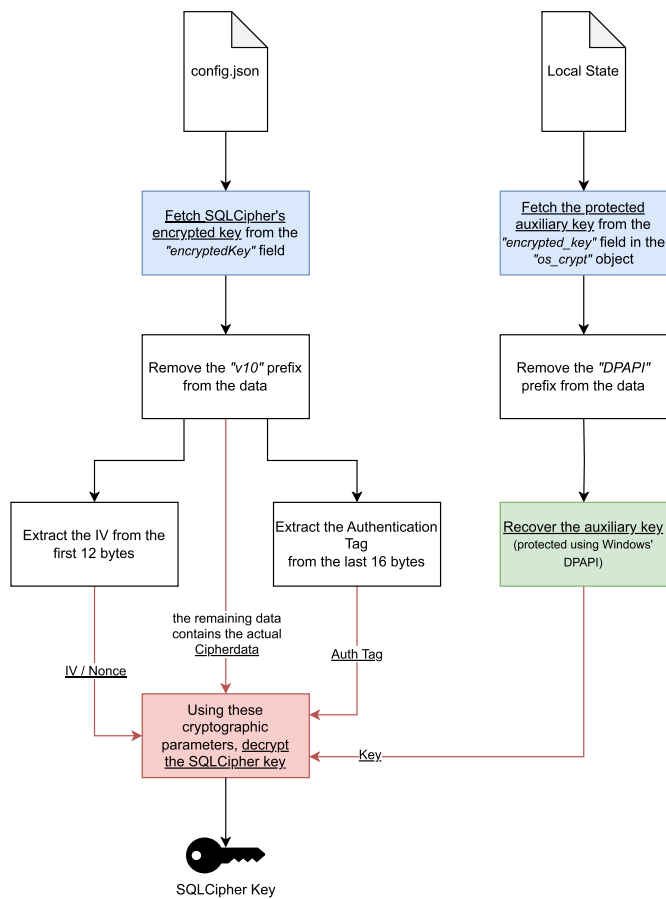 config.json
Local State
Fetch SQLCipher's
encrypted key from the
"encryptedKey" field
Fetch the protected
auxiliary key from the
"encrypted_key" field in the
"os_crypt" object
Remove the "v10" prefix
from the data
Remove the "DPAPI"
prefix from the data
Extract the IV from the
first 12 bytes
Extract the Authentication
Tag
from the last 16 bytes
Recover the auxiliary key
(protected using Windows'
DPAPI)
the remaining data
contains the actual
Cipherdata
IV / Nonce
Auth Tag
Using these
cryptographic
parameters, decrypt
the SQLCipher key
Key
SQLCipher Key